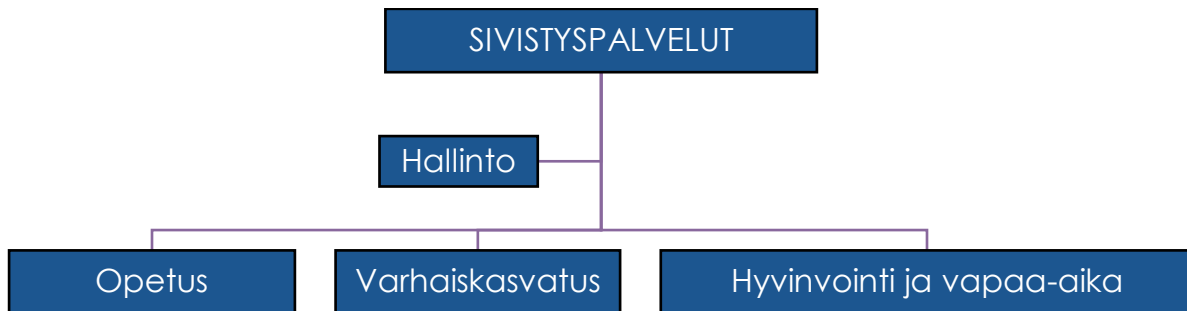 SIVISTYSPALVELUT
Hallinto
Opetus
Varhaiskasvatus
Hyvinvointi ja vapaa-aika